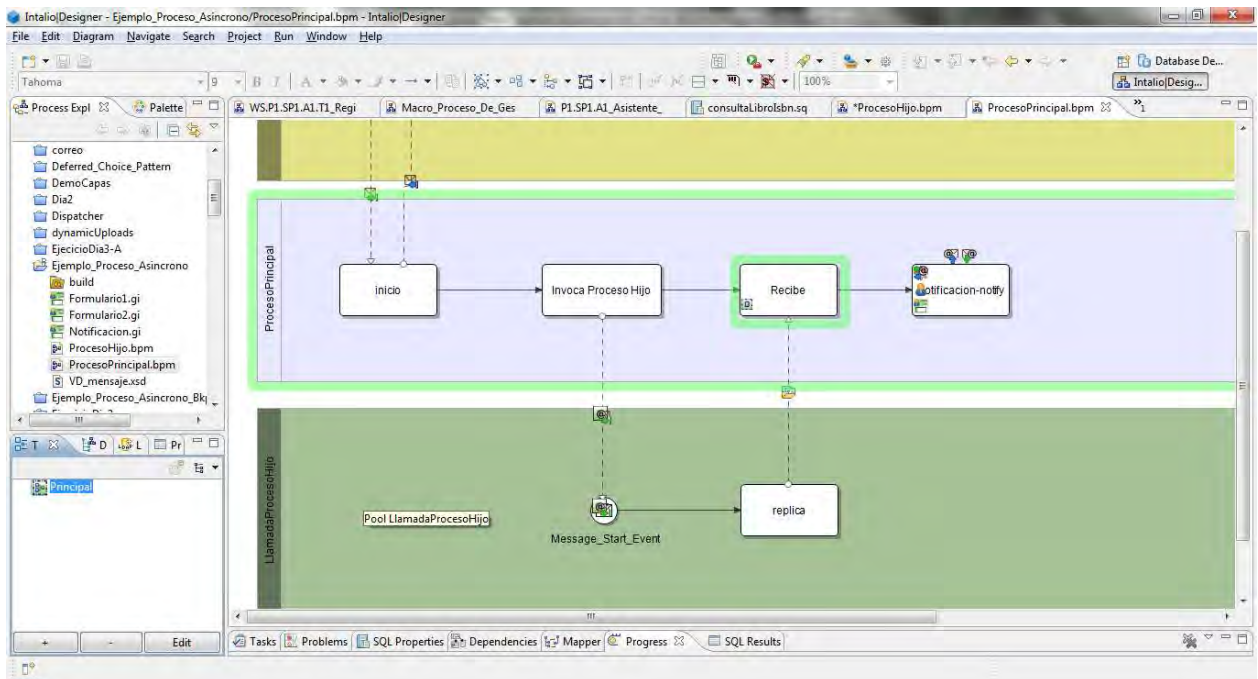 Intalio|Designer - Ejemplo_Proceso_Asincrono/ProcesoPrincipal.bpm - Intalio|Designer
File Edit Diagram Navigate Search Project Run Window Help
Database De...
Tahoma 9 B I A 100% Intalio|Desig...
Process Expl Palette
WS.P1.SP1.A1.T1_Regi Macro_Proceso_De_Ges P1.SP1.A1_Asistente_ consultaLibroIsbn.sq *ProcesoHijo.bpm ProcesoPrincipal.bpm »1
correo
Deferred_Choice_Pattern
DemoCapas
Dia2
Dispatcher
dynamicUploads
EjecicioDia3-A
Ejemplo_Proceso_Asincrono
build
Formulario1.gi
Formulario2.gi
Notificacion.gi
ProcesoHijo.bpm
ProcesoPrincipal.bpm
VD_mensaje.xsd
Ejemplo_Proceso_Asincrono_Bkp
T D L Pr
Principal
+ - Edit
ProcesoPrincipal
inicio
Invoca Proceso Hijo
Recibe
otificacion-notify
LlamadaProcesoHijo
Pool LlamadaProcesoHijo
Message_Start_Event
replica
Tasks Problems SQL Properties Dependencies Mapper Progress SQL Results